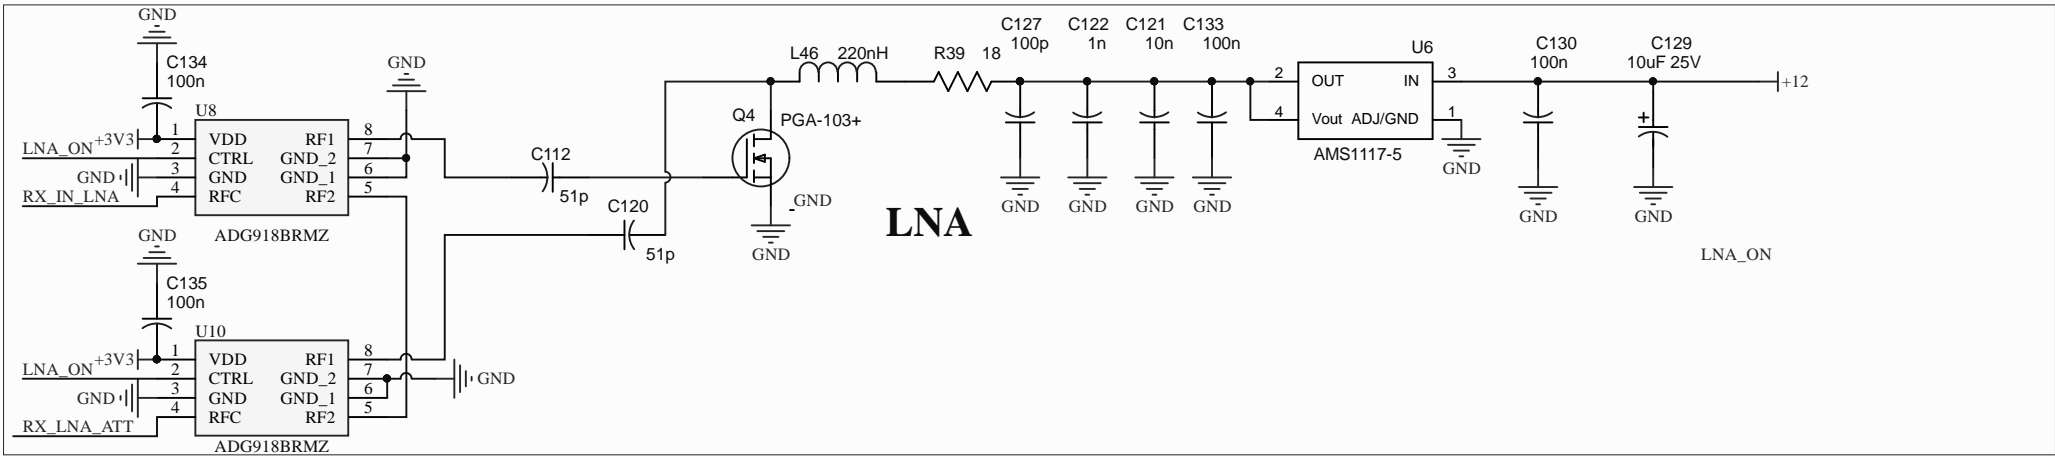 GND
C134
100n
U8
+3V3
LNA_ON
GND
RX_IN_LNA
1
2
3
4
VDD
CTRL
GND
RFC
RF1
GND_2
GND_1
RF2
8
7
6
5
ADG918BRMZ
GND
C112
51p
C120
51p
Q4
PGA-103+
GND
GND
L46 220nH
R39 18
LNA
C127
100p
C122
1n
C121
10n
C133
100n
GND
GND
GND
GND
U6
2
4
OUT
Vout
IN
ADJ/GND
3
1
AMS1117-5
GND
C130
100n
C129
10uF 25V
+
GND
GND
+12
LNA_ON
GND
C135
100n
U10
+3V3
LNA_ON
GND
RX_LNA_ATT
1
2
3
4
VDD
CTRL
GND
RFC
RF1
GND_2
GND_1
RF2
8
7
6
5
ADG918BRMZ
GND